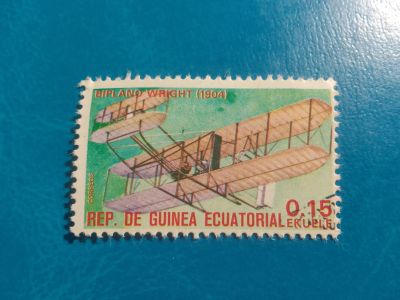 BIPLANO WRIGHT (1904)
REP. DE GUINEA ECUATORIAL
0,15
EKUELE